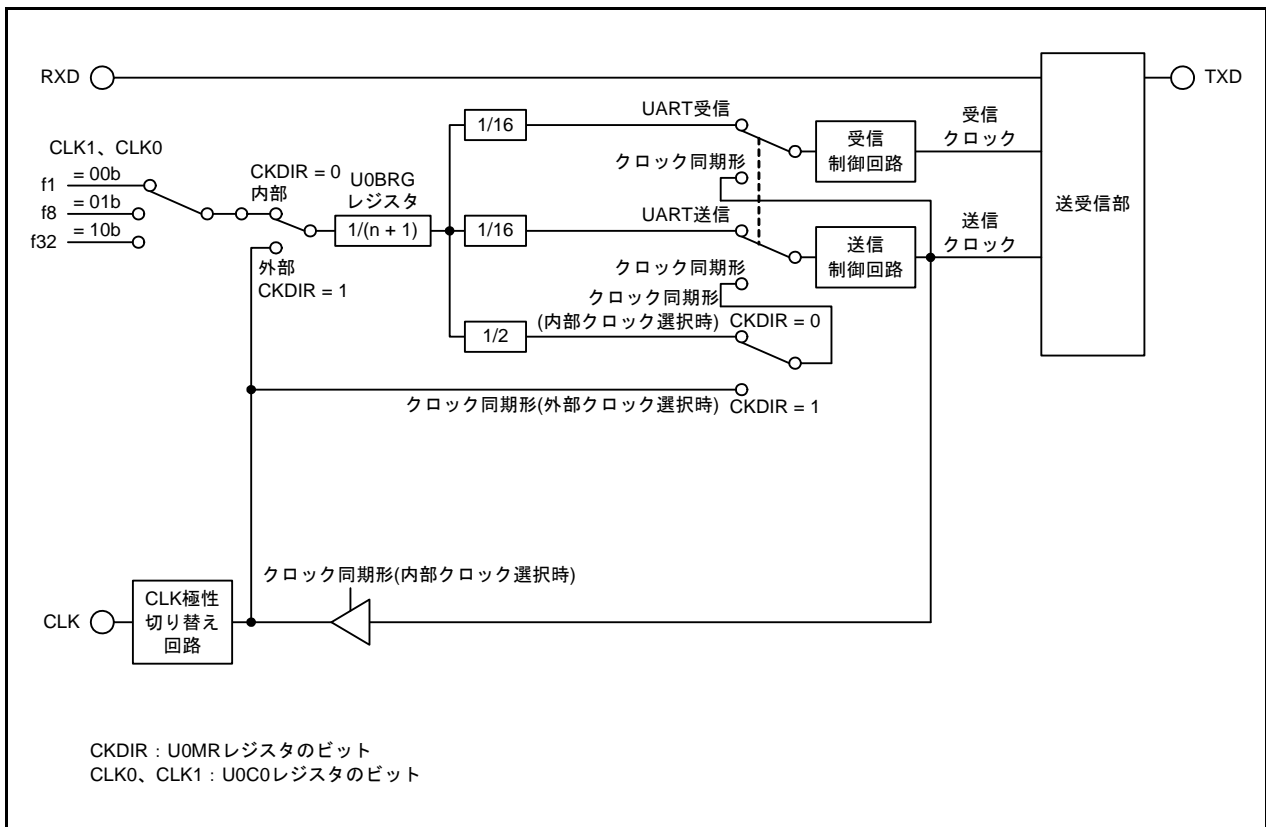 RXD
TXD
CLK1、CLK0
f1
= 00b
f8
= 01b
f32
= 10b
CKDIR = 0
内部
外部
CKDIR = 1
U0BRG
レジスタ
1/(n + 1)
1/16
UART受信
クロック同期形
受信
制御回路
受信
クロック
1/16
UART送信
クロック同期形
送信
制御回路
送信
クロック
送受信部
クロック同期形
(内部クロック選択時)
CKDIR = 0
1/2
クロック同期形(外部クロック選択時)
CKDIR = 1
クロック同期形(内部クロック選択時)
CLK
CLK極性
切り替え
回路
CKDIR：U0MRレジスタのビット
CLK0、CLK1：U0C0レジスタのビット